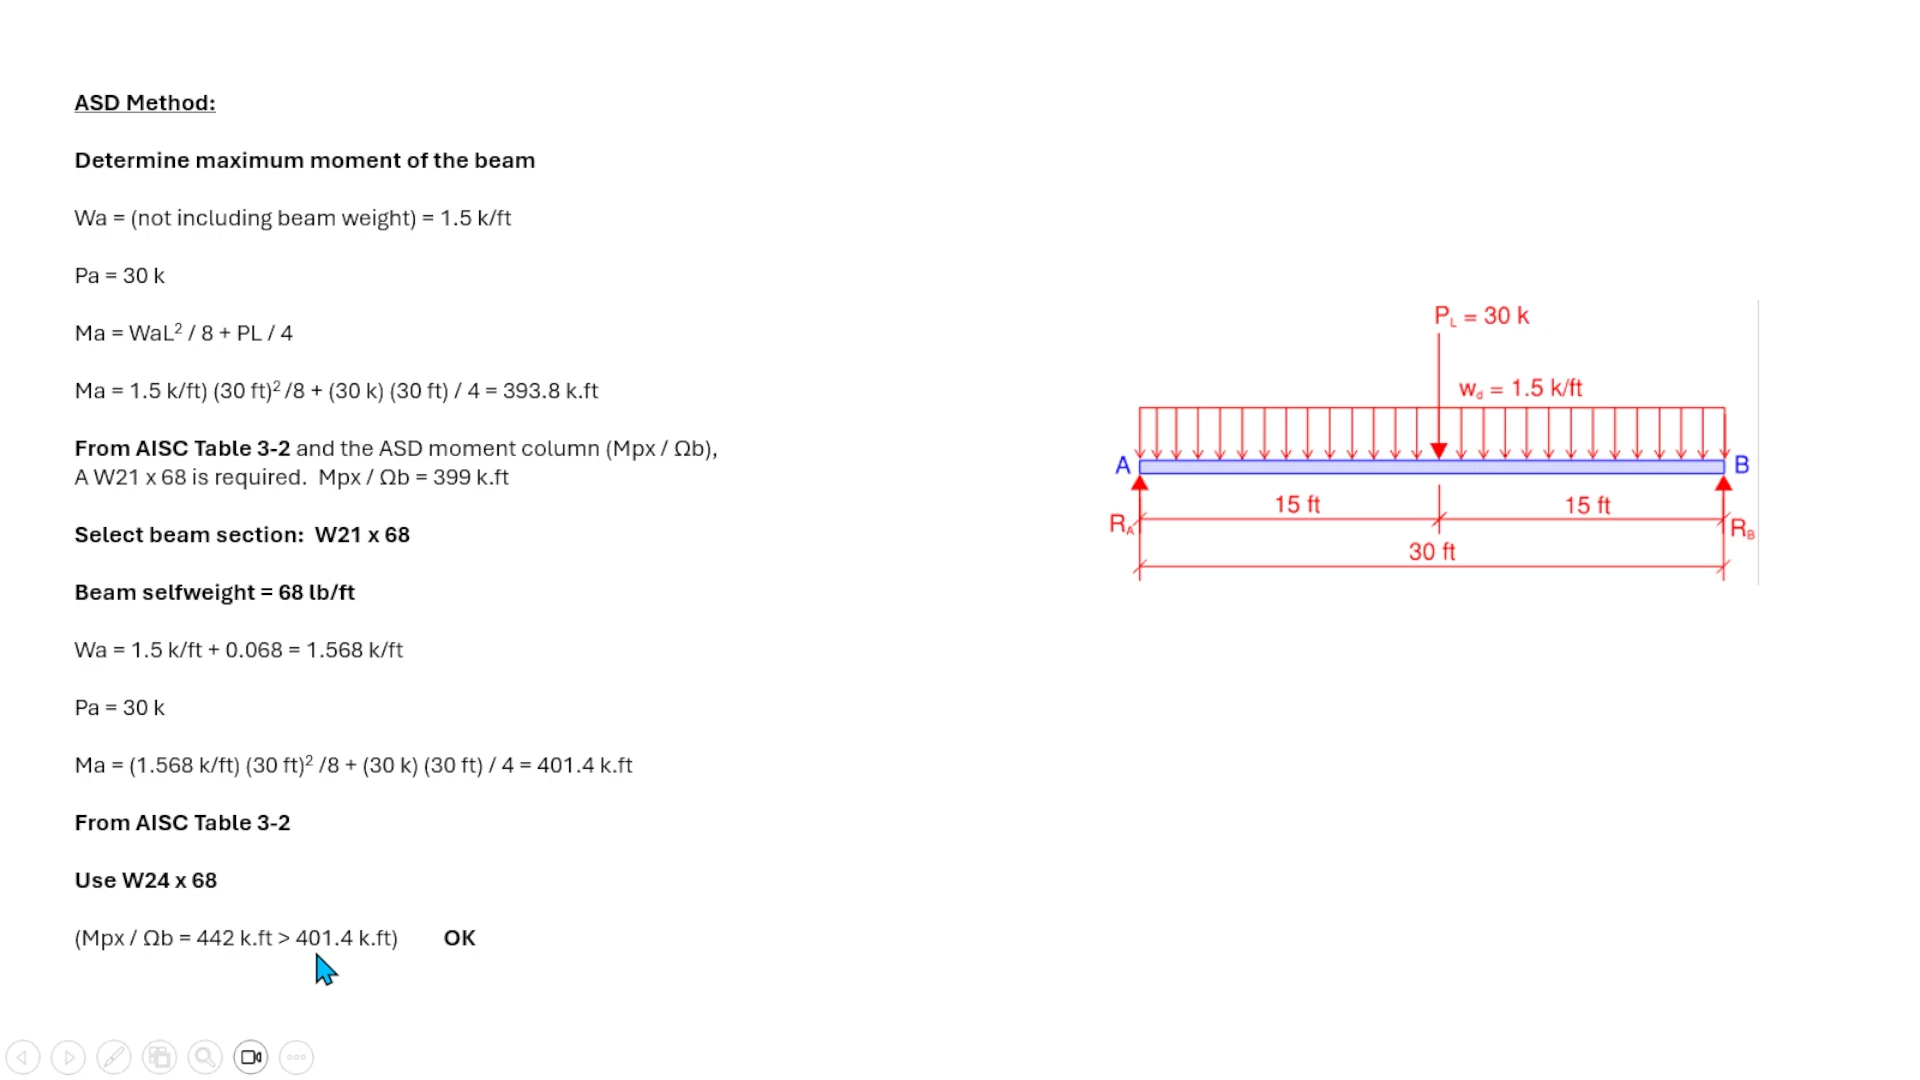 ASD Method:
Determine maximum moment of the beam
Wa = (not including beam weight) = 1.5 k/ft
Pa = 30 k
Ma = WaL² / 8 + PL / 4
Ma = 1.5 k/ft) (30 ft)² /8 + (30 k) (30 ft) / 4 = 393.8 k.ft
From AISC Table 3-2 and the ASD moment column (Mpx / Ωb),
A W21 x 68 is required.  Mpx / Ωb = 399 k.ft
Select beam section:  W21 x 68
Beam selfweight = 68 lb/ft
Wa = 1.5 k/ft + 0.068 = 1.568 k/ft
Pa = 30 k
Ma = (1.568 k/ft) (30 ft)² /8 + (30 k) (30 ft) / 4 = 401.4 k.ft
From AISC Table 3-2
Use W24 x 68
(Mpx / Ωb = 442 k.ft > 401.4 k.ft) OK
P_L = 30 k
w_d = 1.5 k/ft
A B
15 ft 15 ft
R_A R_B
30 ft